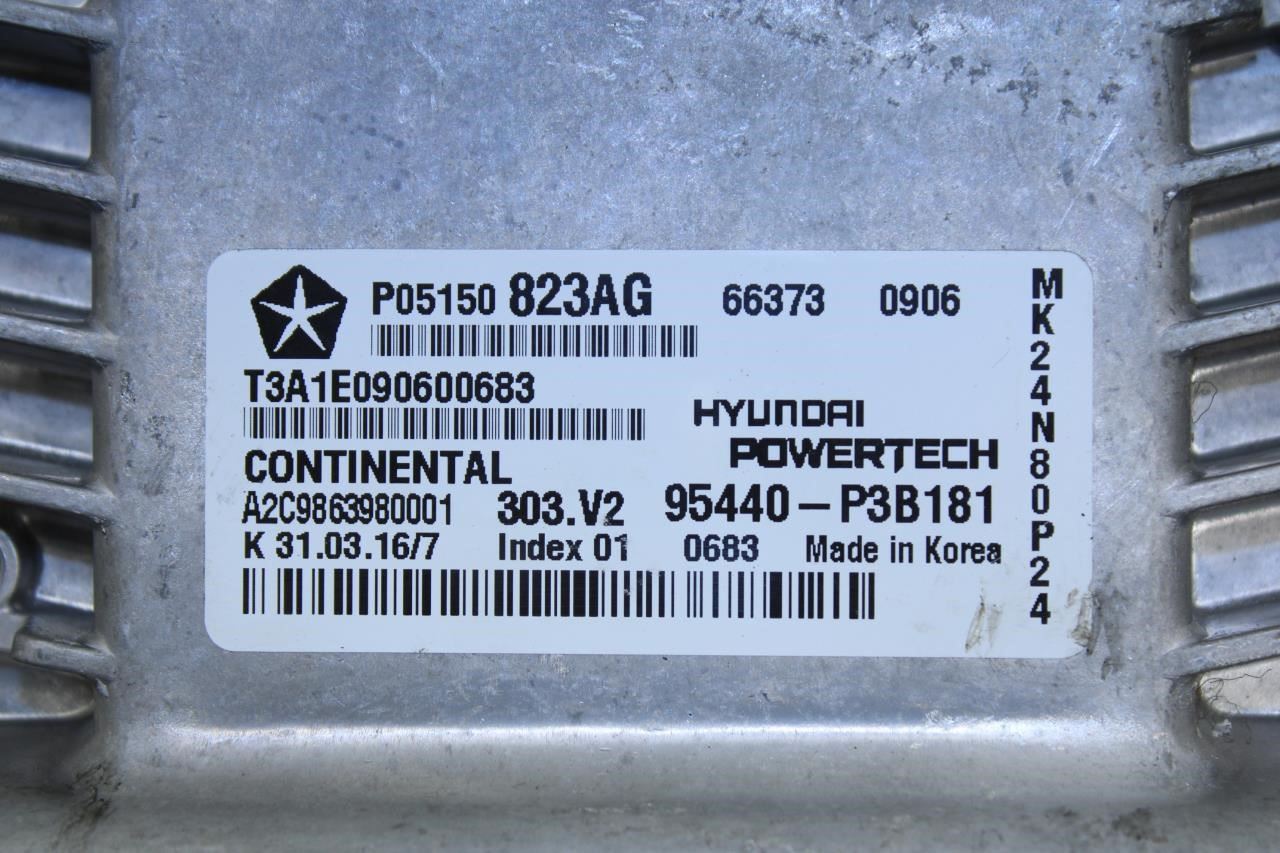 P05150 823AG 66373 0906
T3A1E090600683
HYUNDAI
POWERTECH
CONTINENTAL
A2C9863980001 303.V2 95440-P3B181
K 31.03.16/7 Index 01 0683 Made in Korea
MK24N80P24